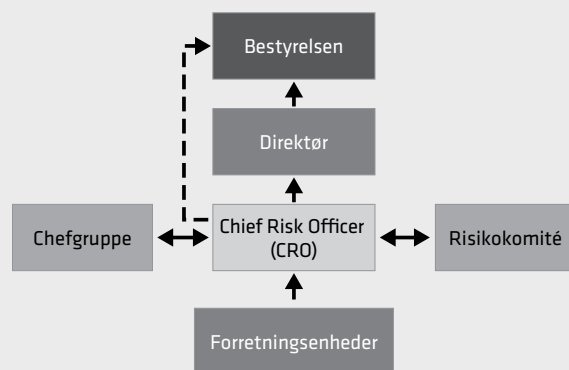 Bestyrelsen
Direktør
Chefgruppe
Chief Risk Officer
(CRO)
Risikokomité
Forretningsenheder